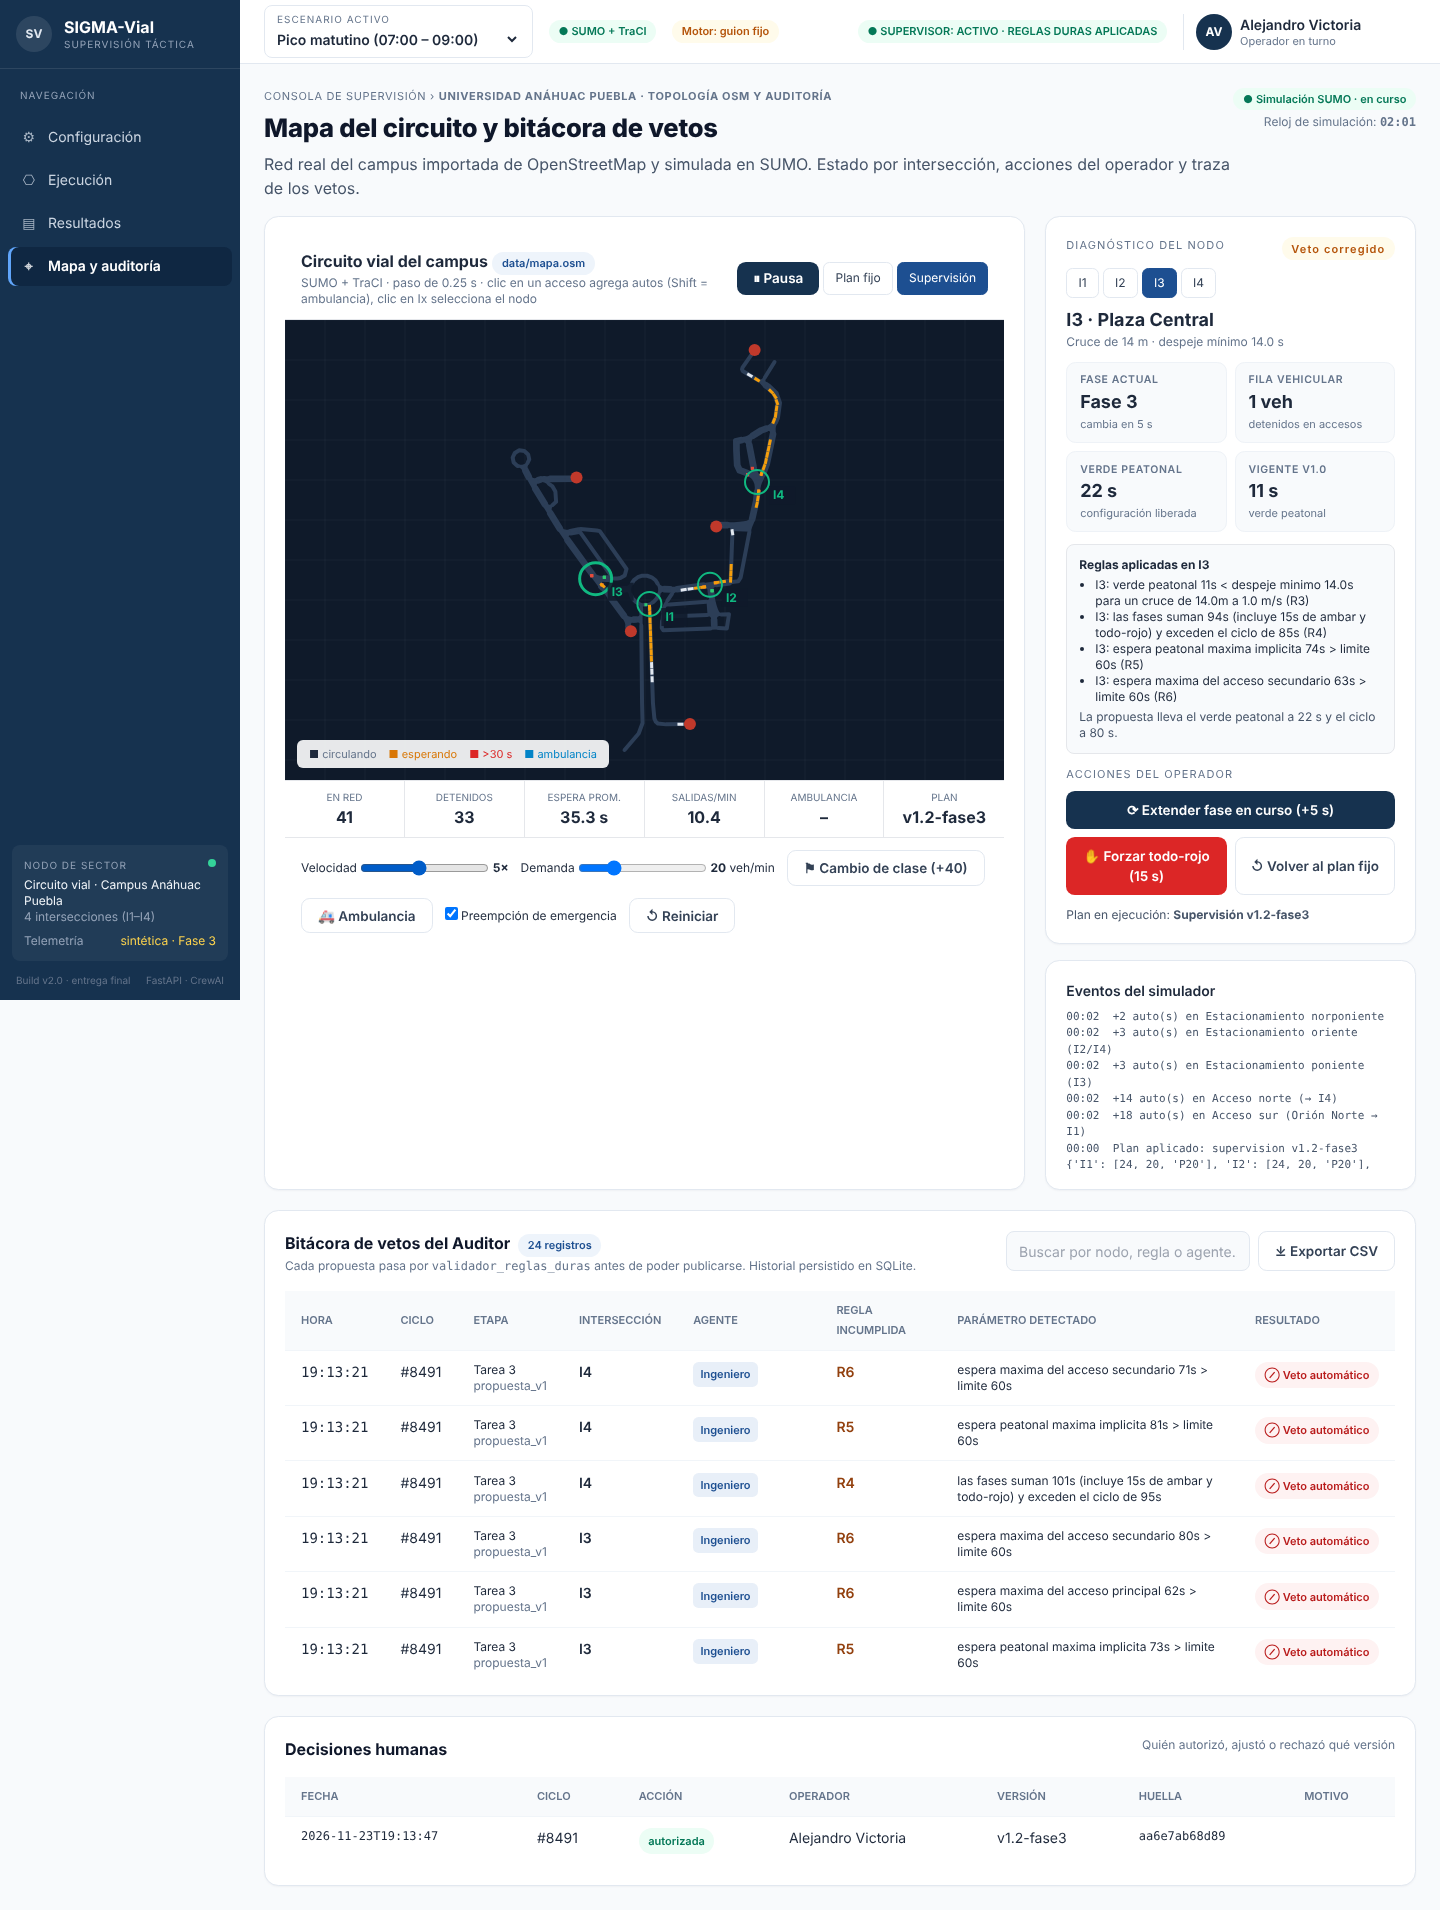 SV
SIGMA-Vial
SUPERVISIÓN TÁCTICA
NAVEGACIÓN
Configuración
Ejecución
Resultados
Mapa y auditoría
NODO DE SECTOR
Circuito vial · Campus Anáhuac
Puebla
4 intersecciones (I1–I4)
Telemetría sintética · Fase 3
Build v2.0 · entrega final FastAPI · CrewAI
ESCENARIO ACTIVO
Pico matutino (07:00 – 09:00)
● SUMO + TraCI
Motor: guion fijo
● SUPERVISOR: ACTIVO · REGLAS DURAS APLICADAS
AV
Alejandro Victoria
Operador en turno
CONSOLA DE SUPERVISIÓN › UNIVERSIDAD ANÁHUAC PUEBLA · TOPOLOGÍA OSM Y AUDITORÍA
Mapa del circuito y bitácora de vetos
Red real del campus importada de OpenStreetMap y simulada en SUMO. Estado por intersección, acciones del operador y traza
de los vetos.
● Simulación SUMO · en curso
Reloj de simulación: 02:01
Circuito vial del campus data/mapa.osm
SUMO + TraCI · paso de 0.25 s · clic en un acceso agrega autos (Shift =
ambulancia), clic en Ix selecciona el nodo
⏸ Pausa
Plan fijo
Supervisión
I4
I3
I2
I1
circulando esperando >30 s ambulancia
EN RED
41
DETENIDOS
33
ESPERA PROM.
35.3 s
SALIDAS/MIN
10.4
AMBULANCIA
–
PLAN
v1.2-fase3
Velocidad 5× Demanda 20 veh/min ⚑ Cambio de clase (+40)
🚑 Ambulancia Preempción de emergencia ↺ Reiniciar
DIAGNÓSTICO DEL NODO
Veto corregido
I1 I2 I3 I4
I3 · Plaza Central
Cruce de 14 m · despeje mínimo 14.0 s
FASE ACTUAL
Fase 3
cambia en 5 s
FILA VEHICULAR
1 veh
detenidos en accesos
VERDE PEATONAL
22 s
configuración liberada
VIGENTE V1.0
11 s
verde peatonal
Reglas aplicadas en I3
• I3: verde peatonal 11s < despeje minimo 14.0s
para un cruce de 14.0m a 1.0 m/s (R3)
• I3: las fases suman 94s (incluye 15s de ambar y
todo-rojo) y exceden el ciclo de 85s (R4)
• I3: espera peatonal maxima implicita 74s > limite
60s (R5)
• I3: espera maxima del acceso secundario 63s >
limite 60s (R6)
La propuesta lleva el verde peatonal a 22 s y el ciclo
a 80 s.
ACCIONES DEL OPERADOR
⟳ Extender fase en curso (+5 s)
✋ Forzar todo-rojo
(15 s)
↺ Volver al plan fijo
Plan en ejecución: Supervisión v1.2-fase3
Eventos del simulador
00:02 +2 auto(s) en Estacionamiento norponiente
00:02 +3 auto(s) en Estacionamiento oriente
(I2/I4)
00:02 +3 auto(s) en Estacionamiento poniente
(I3)
00:02 +14 auto(s) en Acceso norte (→ I4)
00:02 +18 auto(s) en Acceso sur (Orión Norte →
I1)
00:00 Plan aplicado: supervision v1.2-fase3
{'I1': [24, 20, 'P20'], 'I2': [24, 20, 'P20'],
Bitácora de vetos del Auditor 24 registros
Cada propuesta pasa por validador_reglas_duras antes de poder publicarse. Historial persistido en SQLite.
Buscar por nodo, regla o agente.
Exportar CSV
HORA CICLO ETAPA INTERSECCIÓN AGENTE REGLA INCUMPLIDA PARÁMETRO DETECTADO RESULTADO
19:13:21 #8491 Tarea 3 I4 Ingeniero R6 espera maxima del acceso secundario 71s > Veto automático
propuesta_v1 limite 60s
19:13:21 #8491 Tarea 3 I4 Ingeniero R5 espera peatonal maxima implicita 81s > limite Veto automático
propuesta_v1 60s
19:13:21 #8491 Tarea 3 I4 Ingeniero R4 las fases suman 101s (incluye 15s de ambar y Veto automático
propuesta_v1 todo-rojo) y exceden el ciclo de 95s
19:13:21 #8491 Tarea 3 I3 Ingeniero R6 espera maxima del acceso secundario 80s > Veto automático
propuesta_v1 limite 60s
19:13:21 #8491 Tarea 3 I3 Ingeniero R6 espera maxima del acceso principal 62s > Veto automático
propuesta_v1 limite 60s
19:13:21 #8491 Tarea 3 I3 Ingeniero R5 espera peatonal maxima implicita 73s > limite Veto automático
propuesta_v1 60s
Decisiones humanas
Quién autorizó, ajustó o rechazó qué versión
FECHA CICLO ACCIÓN OPERADOR VERSIÓN HUELLA MOTIVO
2026-11-23T19:13:47 #8491 autorizada Alejandro Victoria v1.2-fase3 aa6e7ab68d89